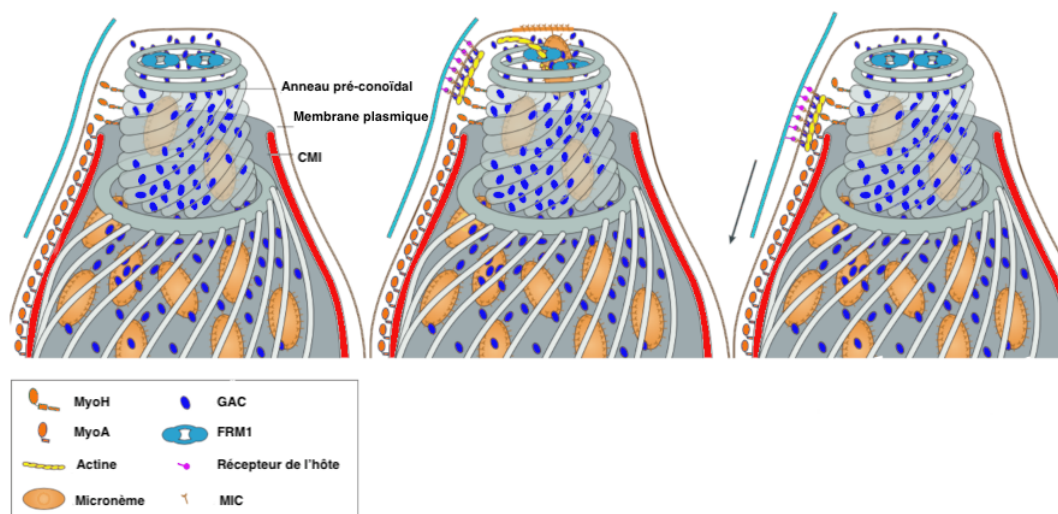 Anneau pré-conoïdal
Membrane plasmique
CMI
MyoH
GAC
MyoA
FRM1
Actine
Récepteur de l'hôte
Micronème
MIC